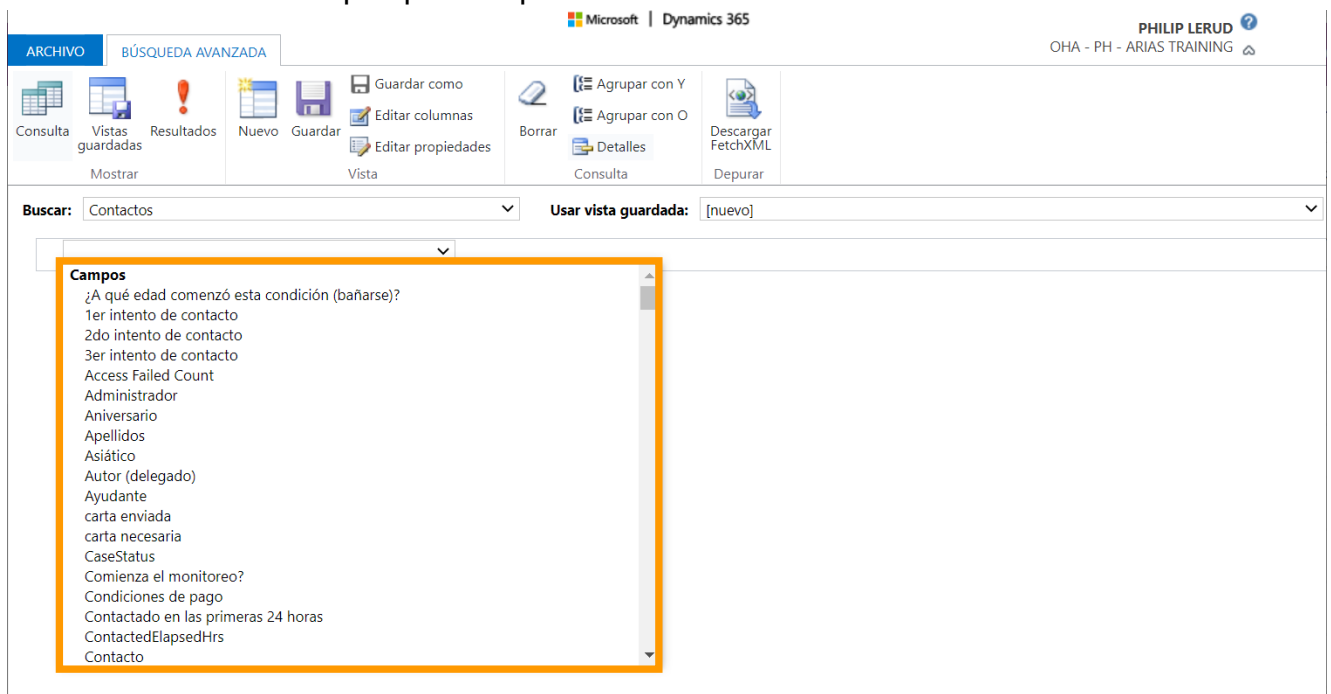 Microsoft | Dynamics 365
PHILIP LERUD
OHA - PH - ARIAS TRAINING
ARCHIVO
BÚSQUEDA AVANZADA
Consulta
Vistas guardadas
Resultados
Mostrar
Nuevo
Guardar
Guardar como
Editar columnas
Editar propiedades
Vista
Borrar
Agrupar con Y
Agrupar con O
Detalles
Consulta
Descargar FetchXML
Depurar
Buscar: Contactos
Usar vista guardada: [nuevo]
Campos
¿A qué edad comenzó esta condición (bañarse)?
1er intento de contacto
2do intento de contacto
3er intento de contacto
Access Failed Count
Administrador
Aniversario
Apellidos
Asiático
Autor (delegado)
Ayudante
carta enviada
carta necesaria
CaseStatus
Comienza el monitoreo?
Condiciones de pago
Contactado en las primeras 24 horas
ContactedElapsedHrs
Contacto